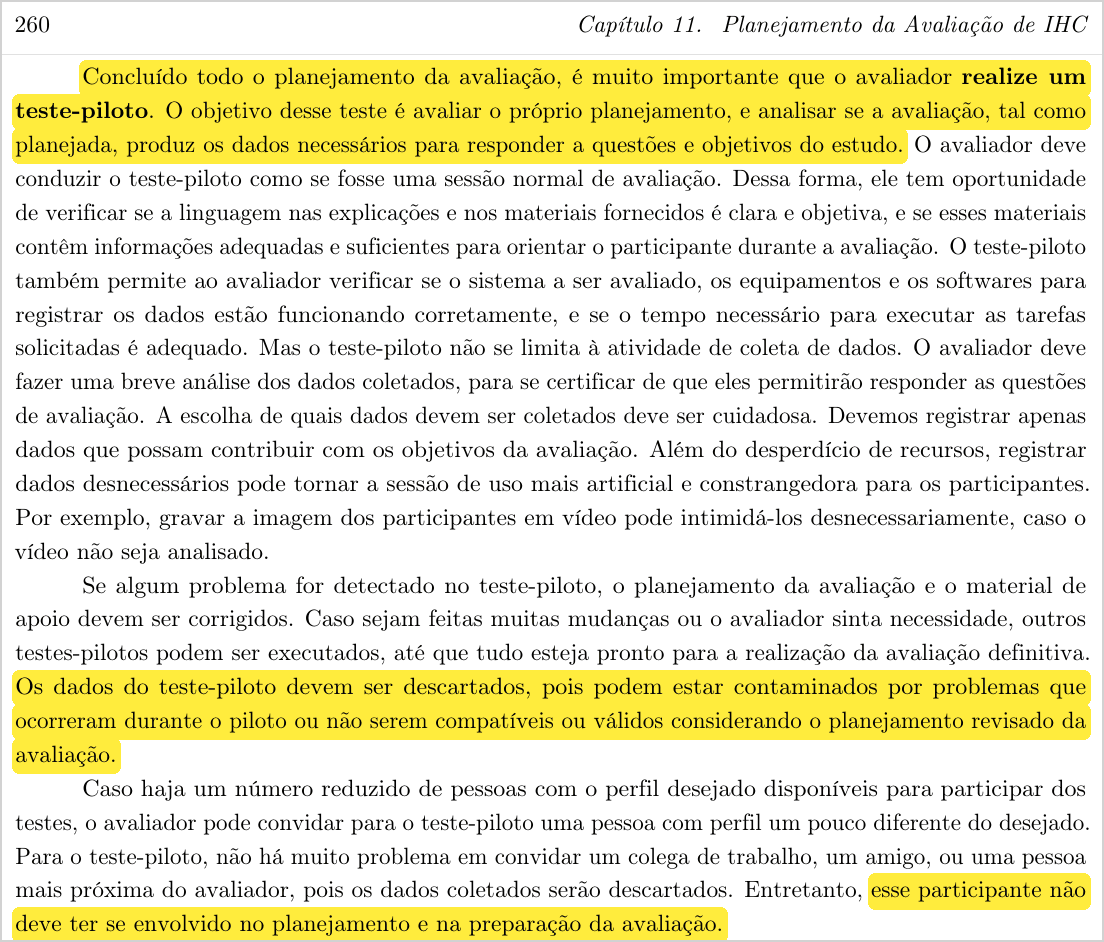 260
Capítulo 11. Planejamento da Avaliação de IHC
Concluído todo o planejamento da avaliação, é muito importante que o avaliador realize um
teste-piloto. O objetivo desse teste é avaliar o próprio planejamento, e analisar se a avaliação, tal como
planejada, produz os dados necessários para responder a questões e objetivos do estudo. O avaliador deve
conduzir o teste-piloto como se fosse uma sessão normal de avaliação. Dessa forma, ele tem oportunidade
de verificar se a linguagem nas explicações e nos materiais fornecidos é clara e objetiva, e se esses materiais
contêm informações adequadas e suficientes para orientar o participante durante a avaliação. O teste-piloto
também permite ao avaliador verificar se o sistema a ser avaliado, os equipamentos e os softwares para
registrar os dados estão funcionando corretamente, e se o tempo necessário para executar as tarefas
solicitadas é adequado. Mas o teste-piloto não se limita à atividade de coleta de dados. O avaliador deve
fazer uma breve análise dos dados coletados, para se certificar de que eles permitirão responder as questões
de avaliação. A escolha de quais dados devem ser coletados deve ser cuidadosa. Devemos registrar apenas
dados que possam contribuir com os objetivos da avaliação. Além do desperdício de recursos, registrar
dados desnecessários pode tornar a sessão de uso mais artificial e constrangedora para os participantes.
Por exemplo, gravar a imagem dos participantes em vídeo pode intimidá-los desnecessariamente, caso o
vídeo não seja analisado.
Se algum problema for detectado no teste-piloto, o planejamento da avaliação e o material de
apoio devem ser corrigidos. Caso sejam feitas muitas mudanças ou o avaliador sinta necessidade, outros
testes-pilotos podem ser executados, até que tudo esteja pronto para a realização da avaliação definitiva.
Os dados do teste-piloto devem ser descartados, pois podem estar contaminados por problemas que
ocorreram durante o piloto ou não serem compatíveis ou válidos considerando o planejamento revisado da
avaliação.
Caso haja um número reduzido de pessoas com o perfil desejado disponíveis para participar dos
testes, o avaliador pode convidar para o teste-piloto uma pessoa com perfil um pouco diferente do desejado.
Para o teste-piloto, não há muito problema em convidar um colega de trabalho, um amigo, ou uma pessoa
mais próxima do avaliador, pois os dados coletados serão descartados. Entretanto, esse participante não
deve ter se envolvido no planejamento e na preparação da avaliação.